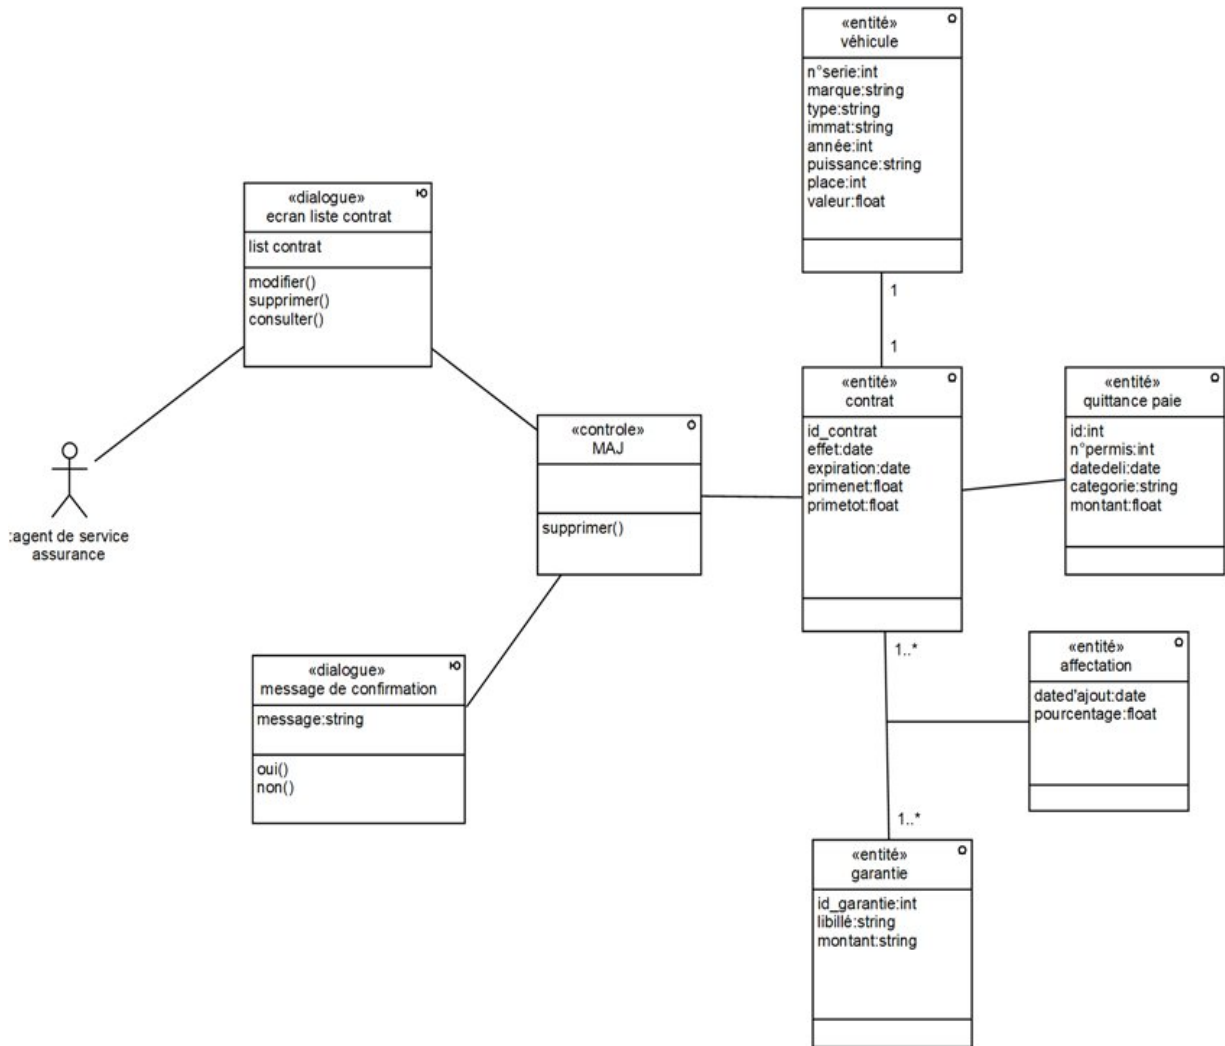 «entité»
véhicule
n°serie:int
marque:string
type:string
immat:string
année:int
puissance:string
place:int
valeur:float
«dialogue»
ecran liste contrat
list contrat
modifier()
supprimer()
consulter()
1
1
«entité»
contrat
id_contrat
effet:date
expiration:date
primenet:float
primetot:float
«entité»
quittance paie
id:int
n°permis:int
datedeli:date
categorie:string
montant:float
«controle»
MAJ
supprimer()
:agent de service
assurance
«dialogue»
message de confirmation
message:string
oui()
non()
1..*
«entité»
affectation
dated'ajout:date
pourcentage:float
1..*
«entité»
garantie
id_garantie:int
libillé:string
montant:string